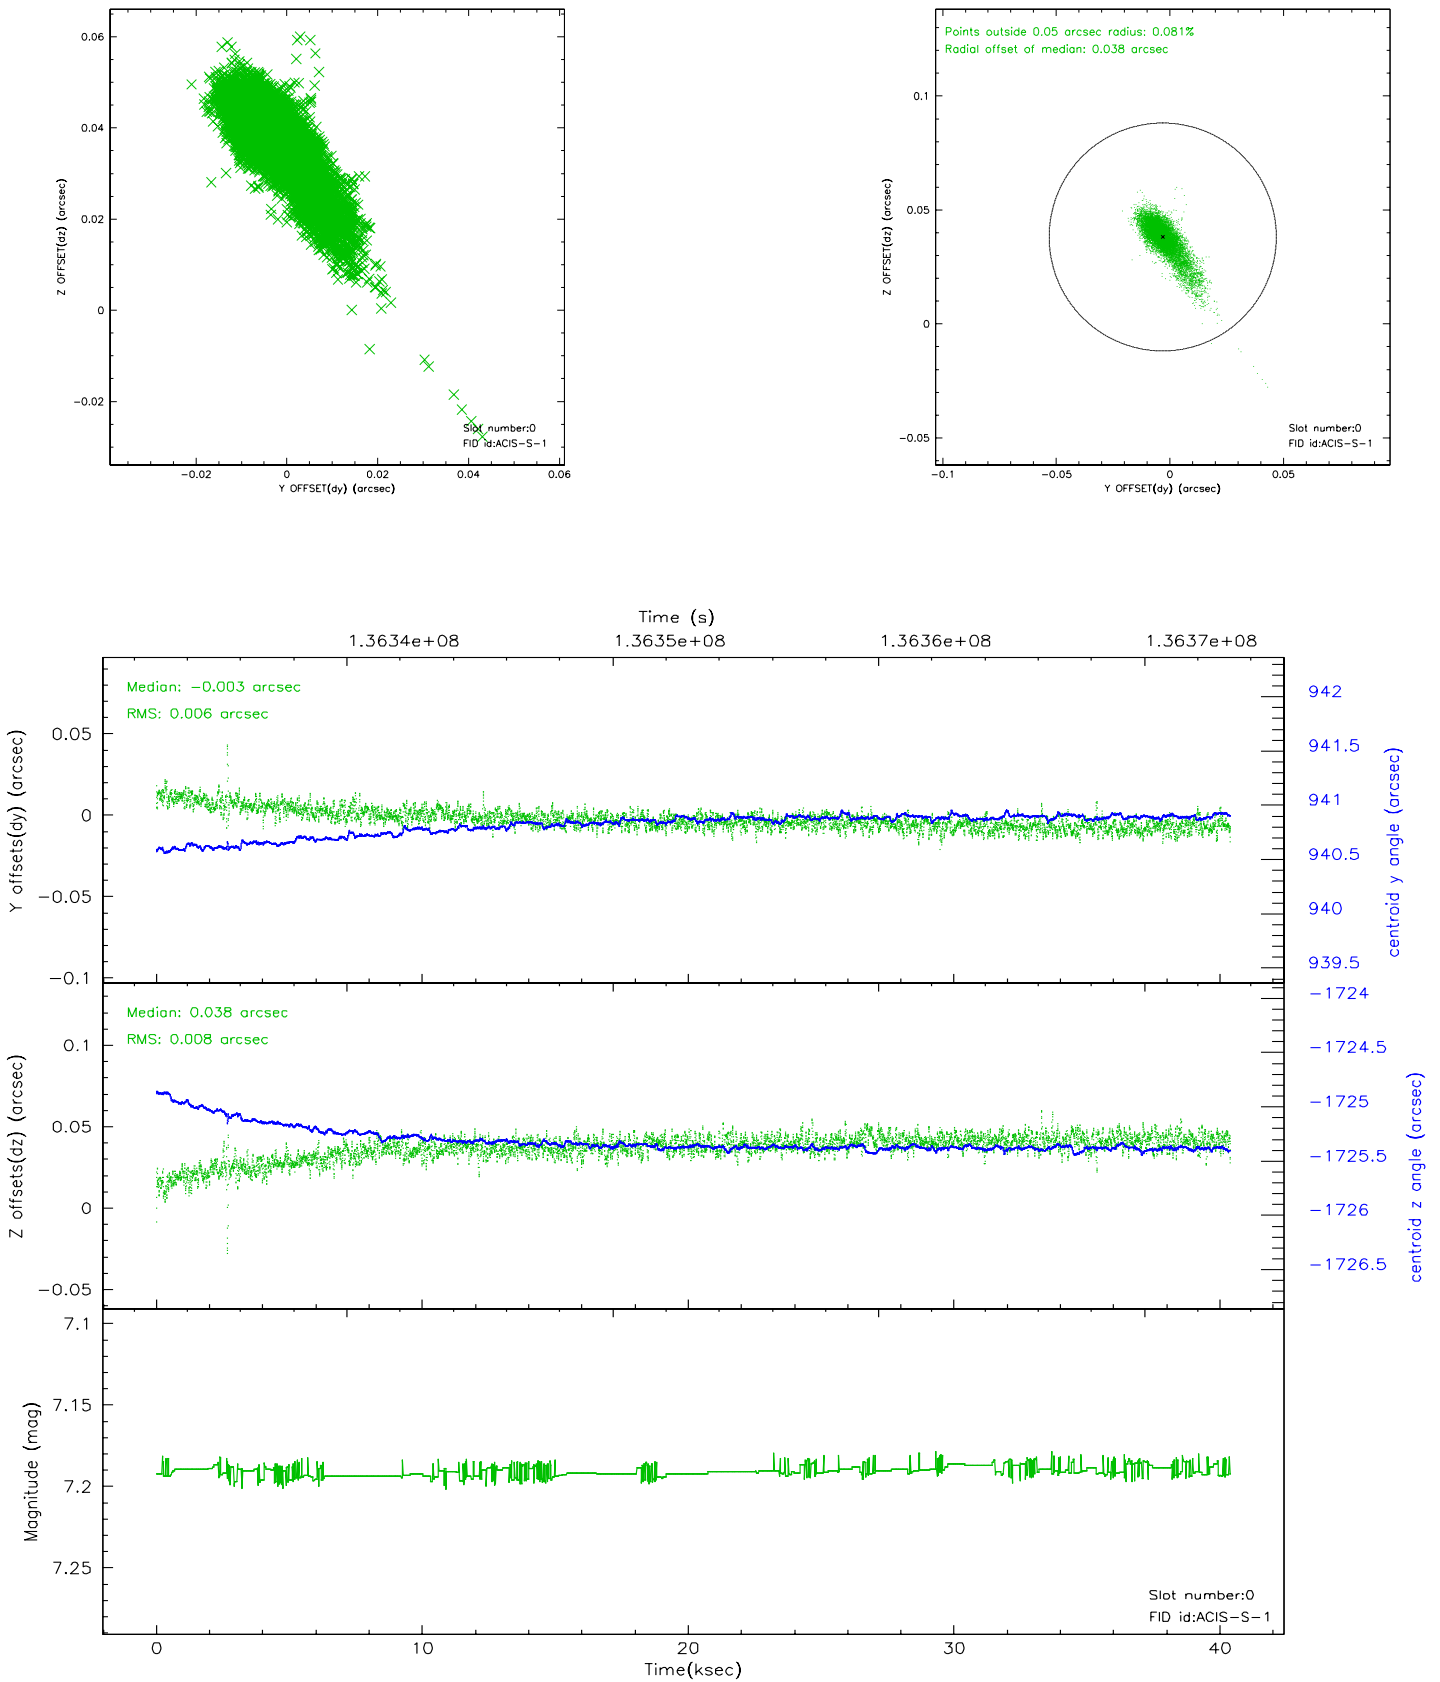 0.06
0.04
0.02
0
-0.02
Z OFFSET(dz) (arcsec)
Slot number:0
FID id:ACIS-S-1
-0.02 0 0.02 0.04 0.06
Y OFFSET(dy) (arcsec)
Points outside 0.05 arcsec radius: 0.081%
Radial offset of median: 0.038 arcsec
0.1
0.05
0
-0.05
Z OFFSET(dz) (arcsec)
Slot number:0
FID id:ACIS-S-1
-0.1 -0.05 0 0.05
Y OFFSET(dy) (arcsec)
Time (s)
1.3634e+08 1.3635e+08 1.3636e+08 1.3637e+08
Median: -0.003 arcsec
RMS: 0.006 arcsec
0.05
0
-0.05
-0.1
Y offsets(dy) (arcsec)
942
941.5
941
940.5
940
939.5
centroid y angle (arcsec)
Median: 0.038 arcsec
RMS: 0.008 arcsec
0.1
0.05
0
-0.05
Z offsets(dz) (arcsec)
-1724
-1724.5
-1725
-1725.5
-1726
-1726.5
centroid z angle (arcsec)
7.1
7.15
7.2
7.25
Magnitude (mag)
Slot number:0
FID id:ACIS-S-1
0 10 20 30 40
Time(ksec)